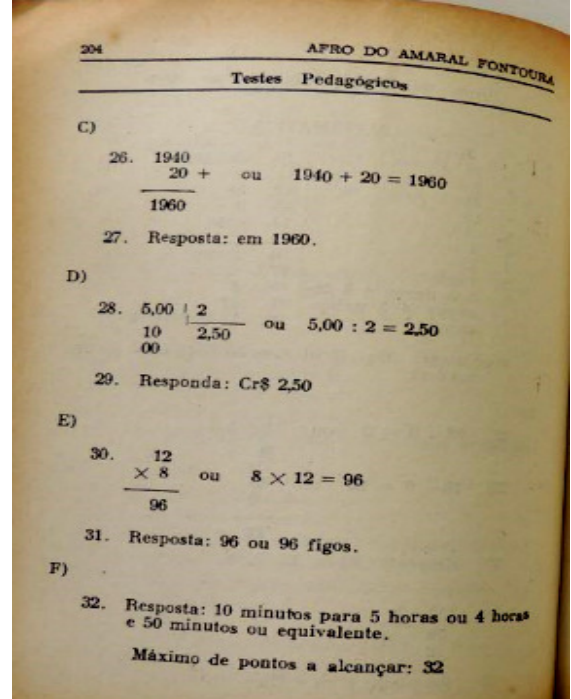 204 AFRO DO AMARAL FONTOURA
Testes Pedagógicos
C)
26. 1940
20 + ou 1940 + 20 = 1960
1960
27. Resposta: em 1960.
D)
28. 5,00 | 2
10 2,50 ou 5,00 : 2 = 2,50
00
29. Responda: Cr$ 2,50
E)
30. 12
× 8 ou 8 × 12 = 96
96
31. Resposta: 96 ou 96 figos.
F)
32. Resposta: 10 minutos para 5 horas ou 4 horas
e 50 minutos ou equivalente.
Máximo de pontos a alcançar: 32